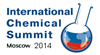 International
Chemical
Summit
Moscow 2014